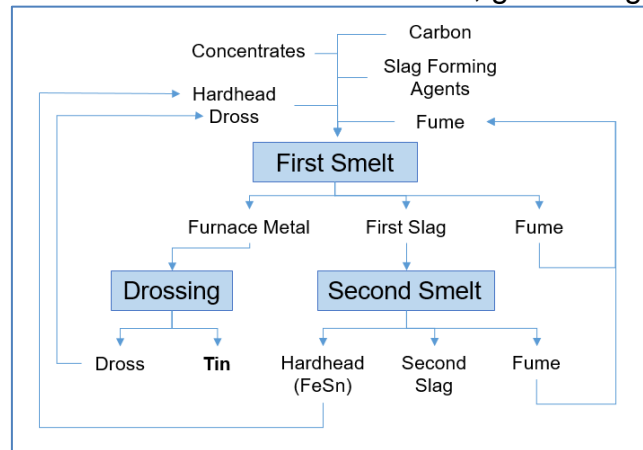 Carbon
Concentrates
Slag Forming
Agents
Hardhead
Dross
Fume
First Smelt
Furnace Metal
First Slag
Fume
Drossing
Second Smelt
Dross
Tin
Hardhead
(FeSn)
Second
Slag
Fume